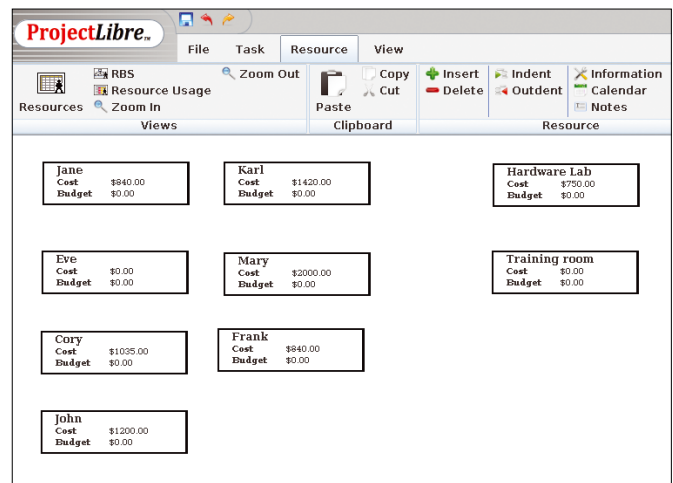 ProjectLibre™
File Task Resource View
RBS Zoom Out Copy Insert Indent Information
Resource Usage Cut Delete Outdent Calendar
Resources Zoom In Paste Notes
Views Clipboard Resource
Jane
Cost $840.00
Budget $0.00
Karl
Cost $1420.00
Budget $0.00
Hardware Lab
Cost $750.00
Budget $0.00
Eve
Cost $0.00
Budget $0.00
Mary
Cost $2000.00
Budget $0.00
Training room
Cost $0.00
Budget $0.00
Cory
Cost $1035.00
Budget $0.00
Frank
Cost $840.00
Budget $0.00
John
Cost $1200.00
Budget $0.00